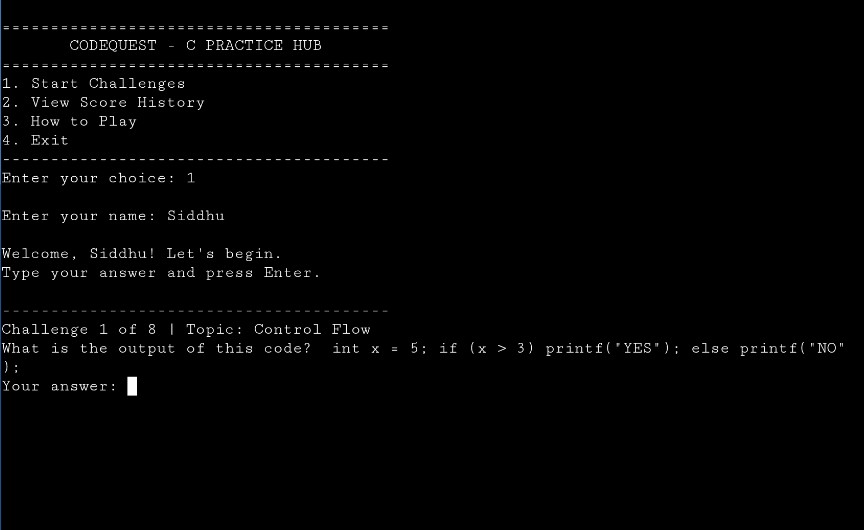 ========================================
CODEQUEST - C PRACTICE HUB
========================================
1. Start Challenges
2. View Score History
3. How to Play
4. Exit
----------------------------------------
Enter your choice: 1
Enter your name: Siddhu
Welcome, Siddhu! Let's begin.
Type your answer and press Enter.
----------------------------------------
Challenge 1 of 8 | Topic: Control Flow
What is the output of this code?  int x = 5; if (x > 3) printf("YES"); else printf("NO"
);
Your answer: